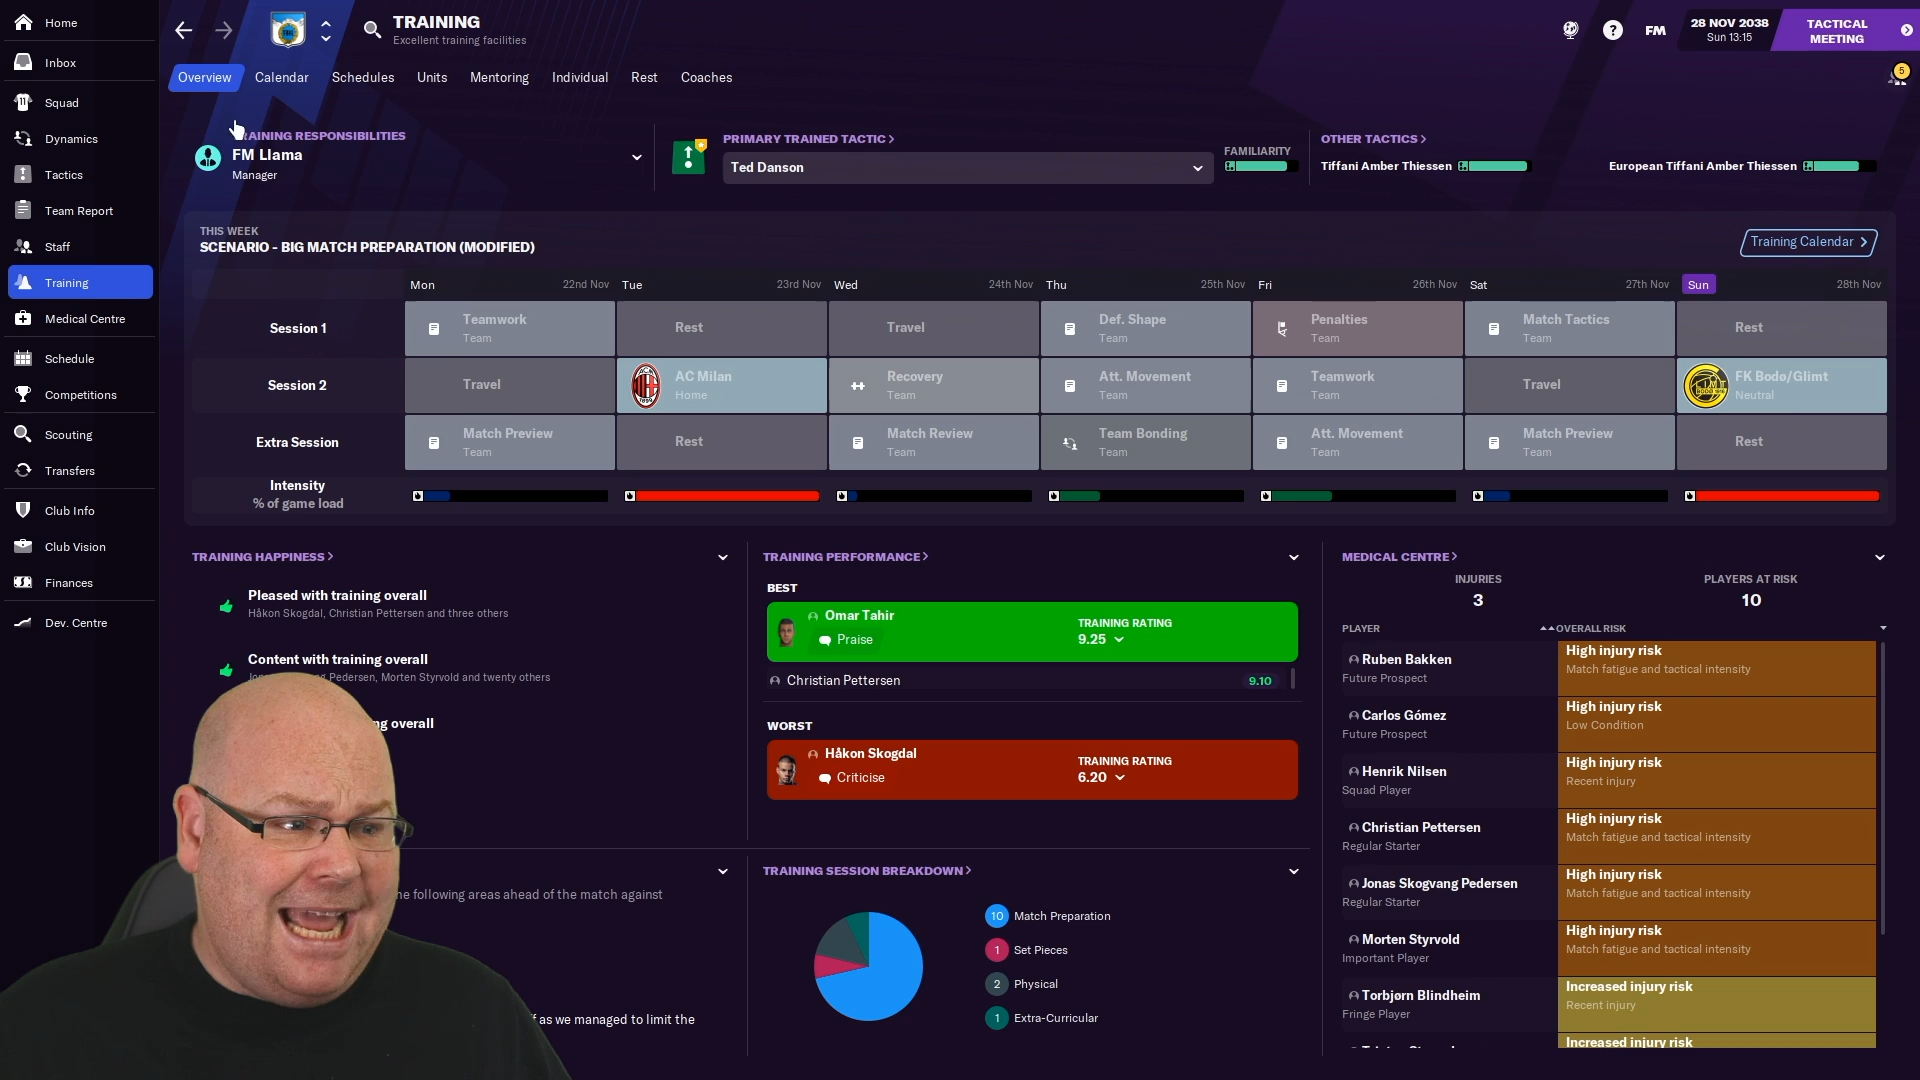 Home
Inbox
Squad
Dynamics
Tactics
Team Report
Staff
Training
Medical Centre
Schedule
Competitions
Scouting
Transfers
Club Info
Club Vision
Finances
Dev. Centre
TRAINING
Excellent training facilities
FM
28 NOV 2038
Sun 13:15
TACTICAL
MEETING
5
Overview
Calendar
Schedules
Units
Mentoring
Individual
Rest
Coaches
RAINING RESPONSIBILITIES
FM Llama
Manager
PRIMARY TRAINED TACTIC >
Ted Danson
FAMILIARITY
OTHER TACTICS >
Tiffani Amber Thiessen
European Tiffani Amber Thiessen
THIS WEEK
SCENARIO - BIG MATCH PREPARATION (MODIFIED)
Training Calendar >
Mon 22nd Nov Tue 23rd Nov Wed 24th Nov Thu 25th Nov Fri 26th Nov Sat 27th Nov Sun 28th Nov
Session 1
Teamwork
Team
Rest
Travel
Def. Shape
Team
Penalties
Team
Match Tactics
Team
Rest
Session 2
Travel
AC Milan
Home
Recovery
Team
Att. Movement
Team
Teamwork
Team
Travel
FK Bodø/Glimt
Neutral
Extra Session
Match Preview
Team
Rest
Match Review
Team
Team Bonding
Team
Att. Movement
Team
Match Preview
Team
Rest
Intensity
% of game load
TRAINING HAPPINESS >
Pleased with training overall
Håkon Skogdal, Christian Pettersen and three others
Content with training overall
Pedersen, Morten Styrvold and twenty others
ng overall
he following areas ahead of the match against
f as we managed to limit the
TRAINING PERFORMANCE >
BEST
Omar Tahir
Praise
TRAINING RATING
9.25
Christian Pettersen 9.10
WORST
Håkon Skogdal
Criticise
TRAINING RATING
6.20
TRAINING SESSION BREAKDOWN >
10 Match Preparation
1 Set Pieces
2 Physical
1 Extra-Curricular
MEDICAL CENTRE >
INJURIES
3
PLAYERS AT RISK
10
PLAYER
OVERALL RISK
Ruben Bakken
Future Prospect
High injury risk
Match fatigue and tactical intensity
Carlos Gómez
Future Prospect
High injury risk
Low Condition
Henrik Nilsen
Squad Player
High injury risk
Recent injury
Christian Pettersen
Regular Starter
High injury risk
Match fatigue and tactical intensity
Jonas Skogvang Pedersen
Regular Starter
High injury risk
Match fatigue and tactical intensity
Morten Styrvold
Important Player
High injury risk
Match fatigue and tactical intensity
Torbjørn Blindheim
Fringe Player
Increased injury risk
Recent injury
Increased injury risk